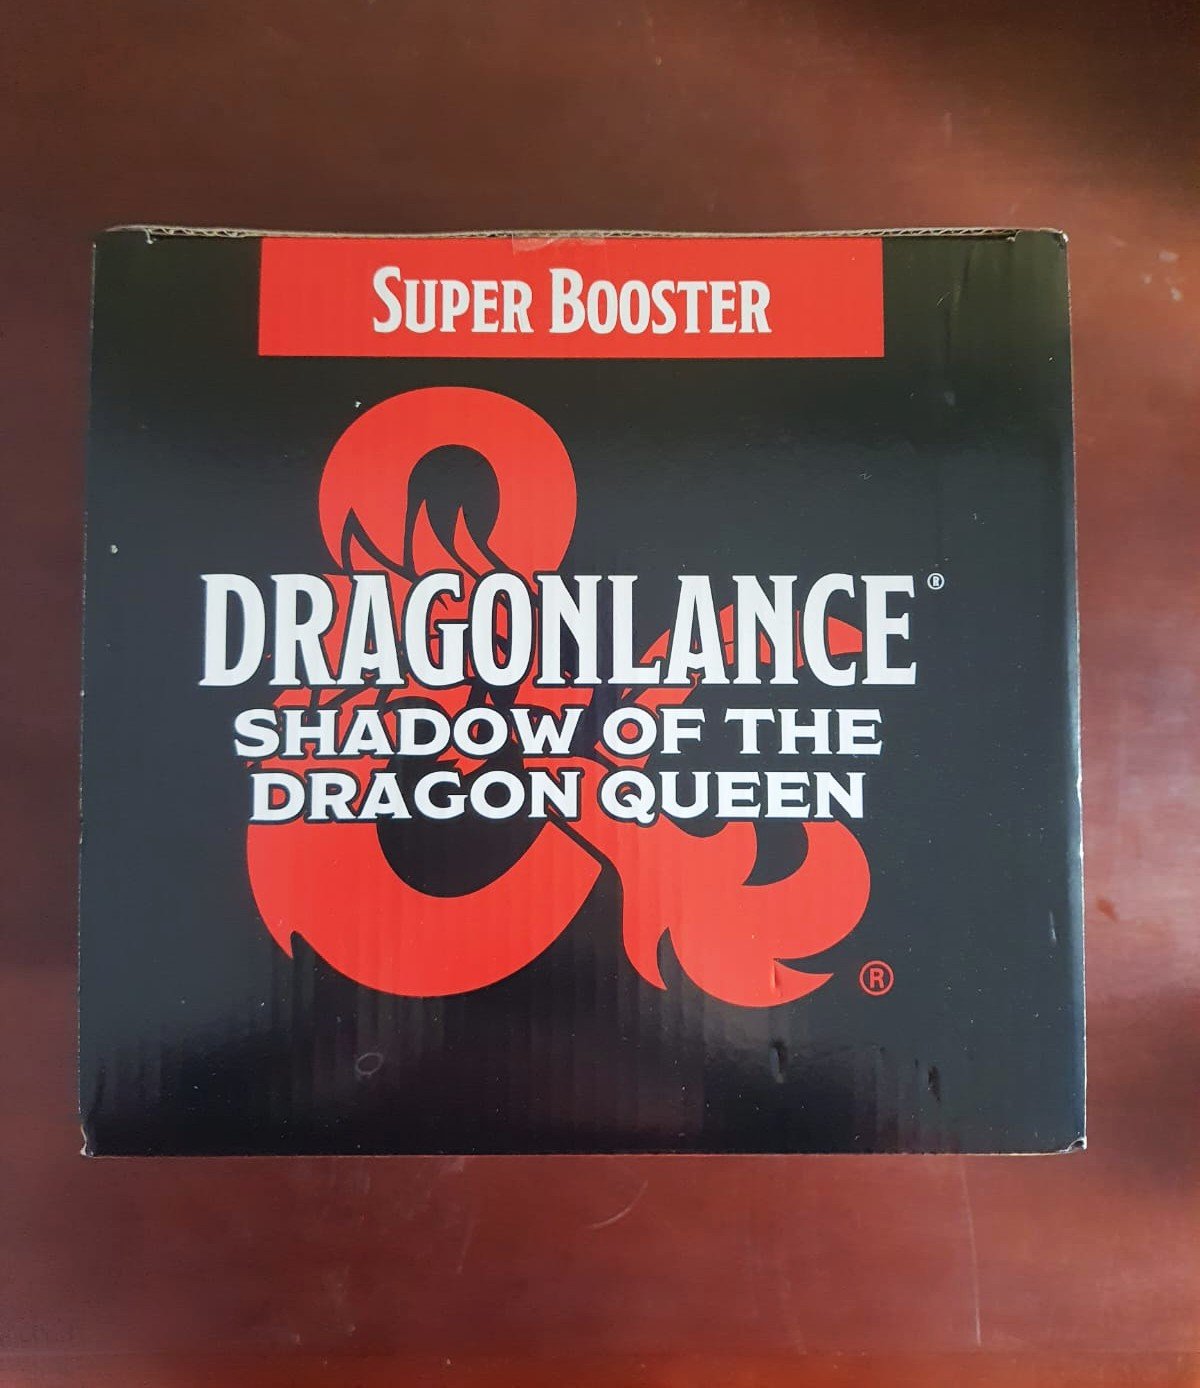 SUPER BOOSTER
DRAGONLANCE®
SHADOW OF THE
DRAGON QUEEN
®